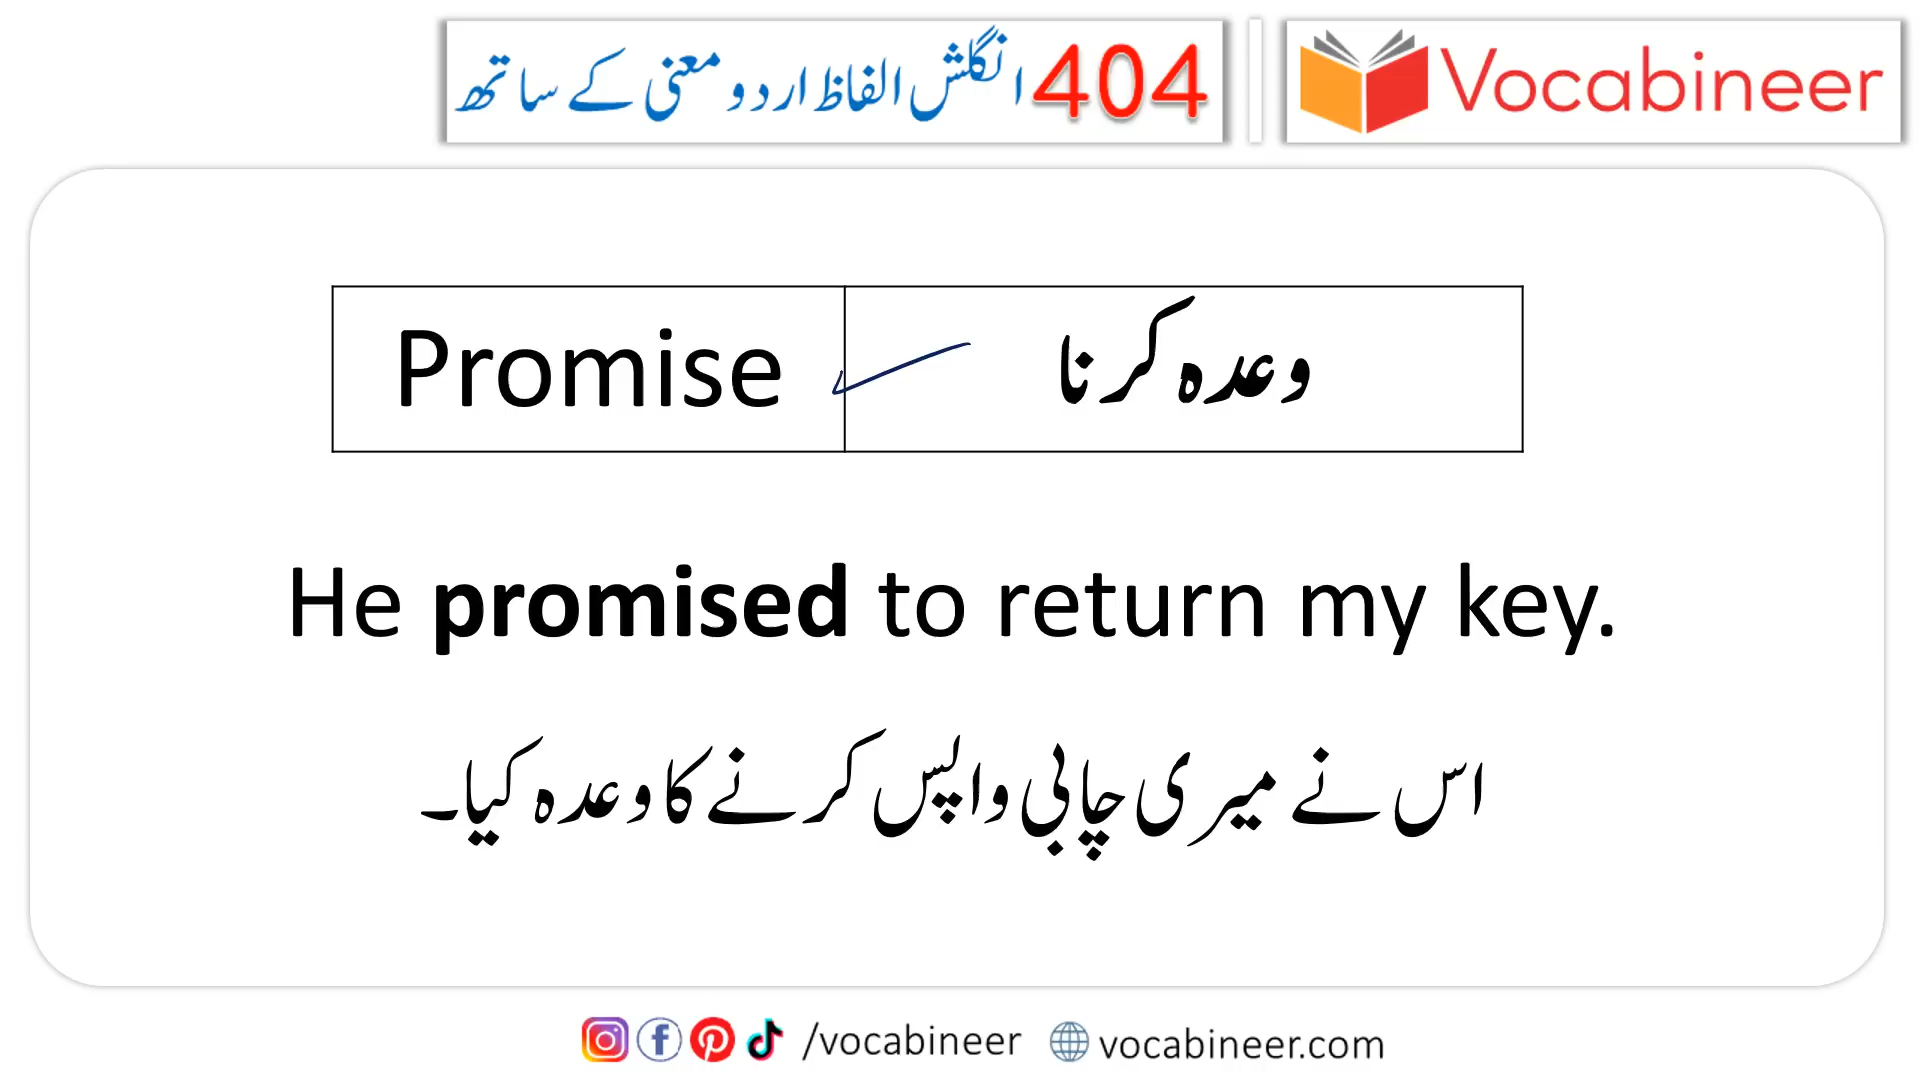 404 انگلش الفاظ اردو معنی کے ساتھ
Vocabineer
Promise
وعدہ کرنا
He promised to return my key.
اس نے میری چابی واپس کرنے کا وعدہ کیا۔
/vocabineer vocabineer.com